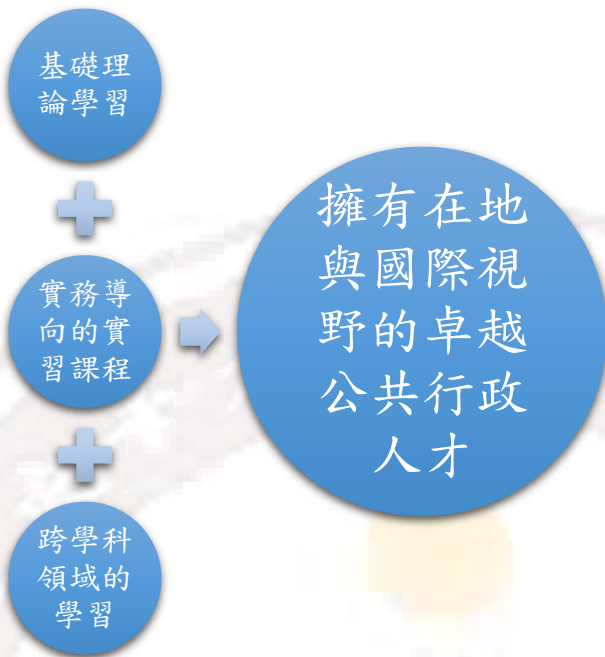 基礎理
論學習
實務導
向的實
習課程
跨學科
領域的
學習
擁有在地
與國際視
野的卓越
公共行政
人才